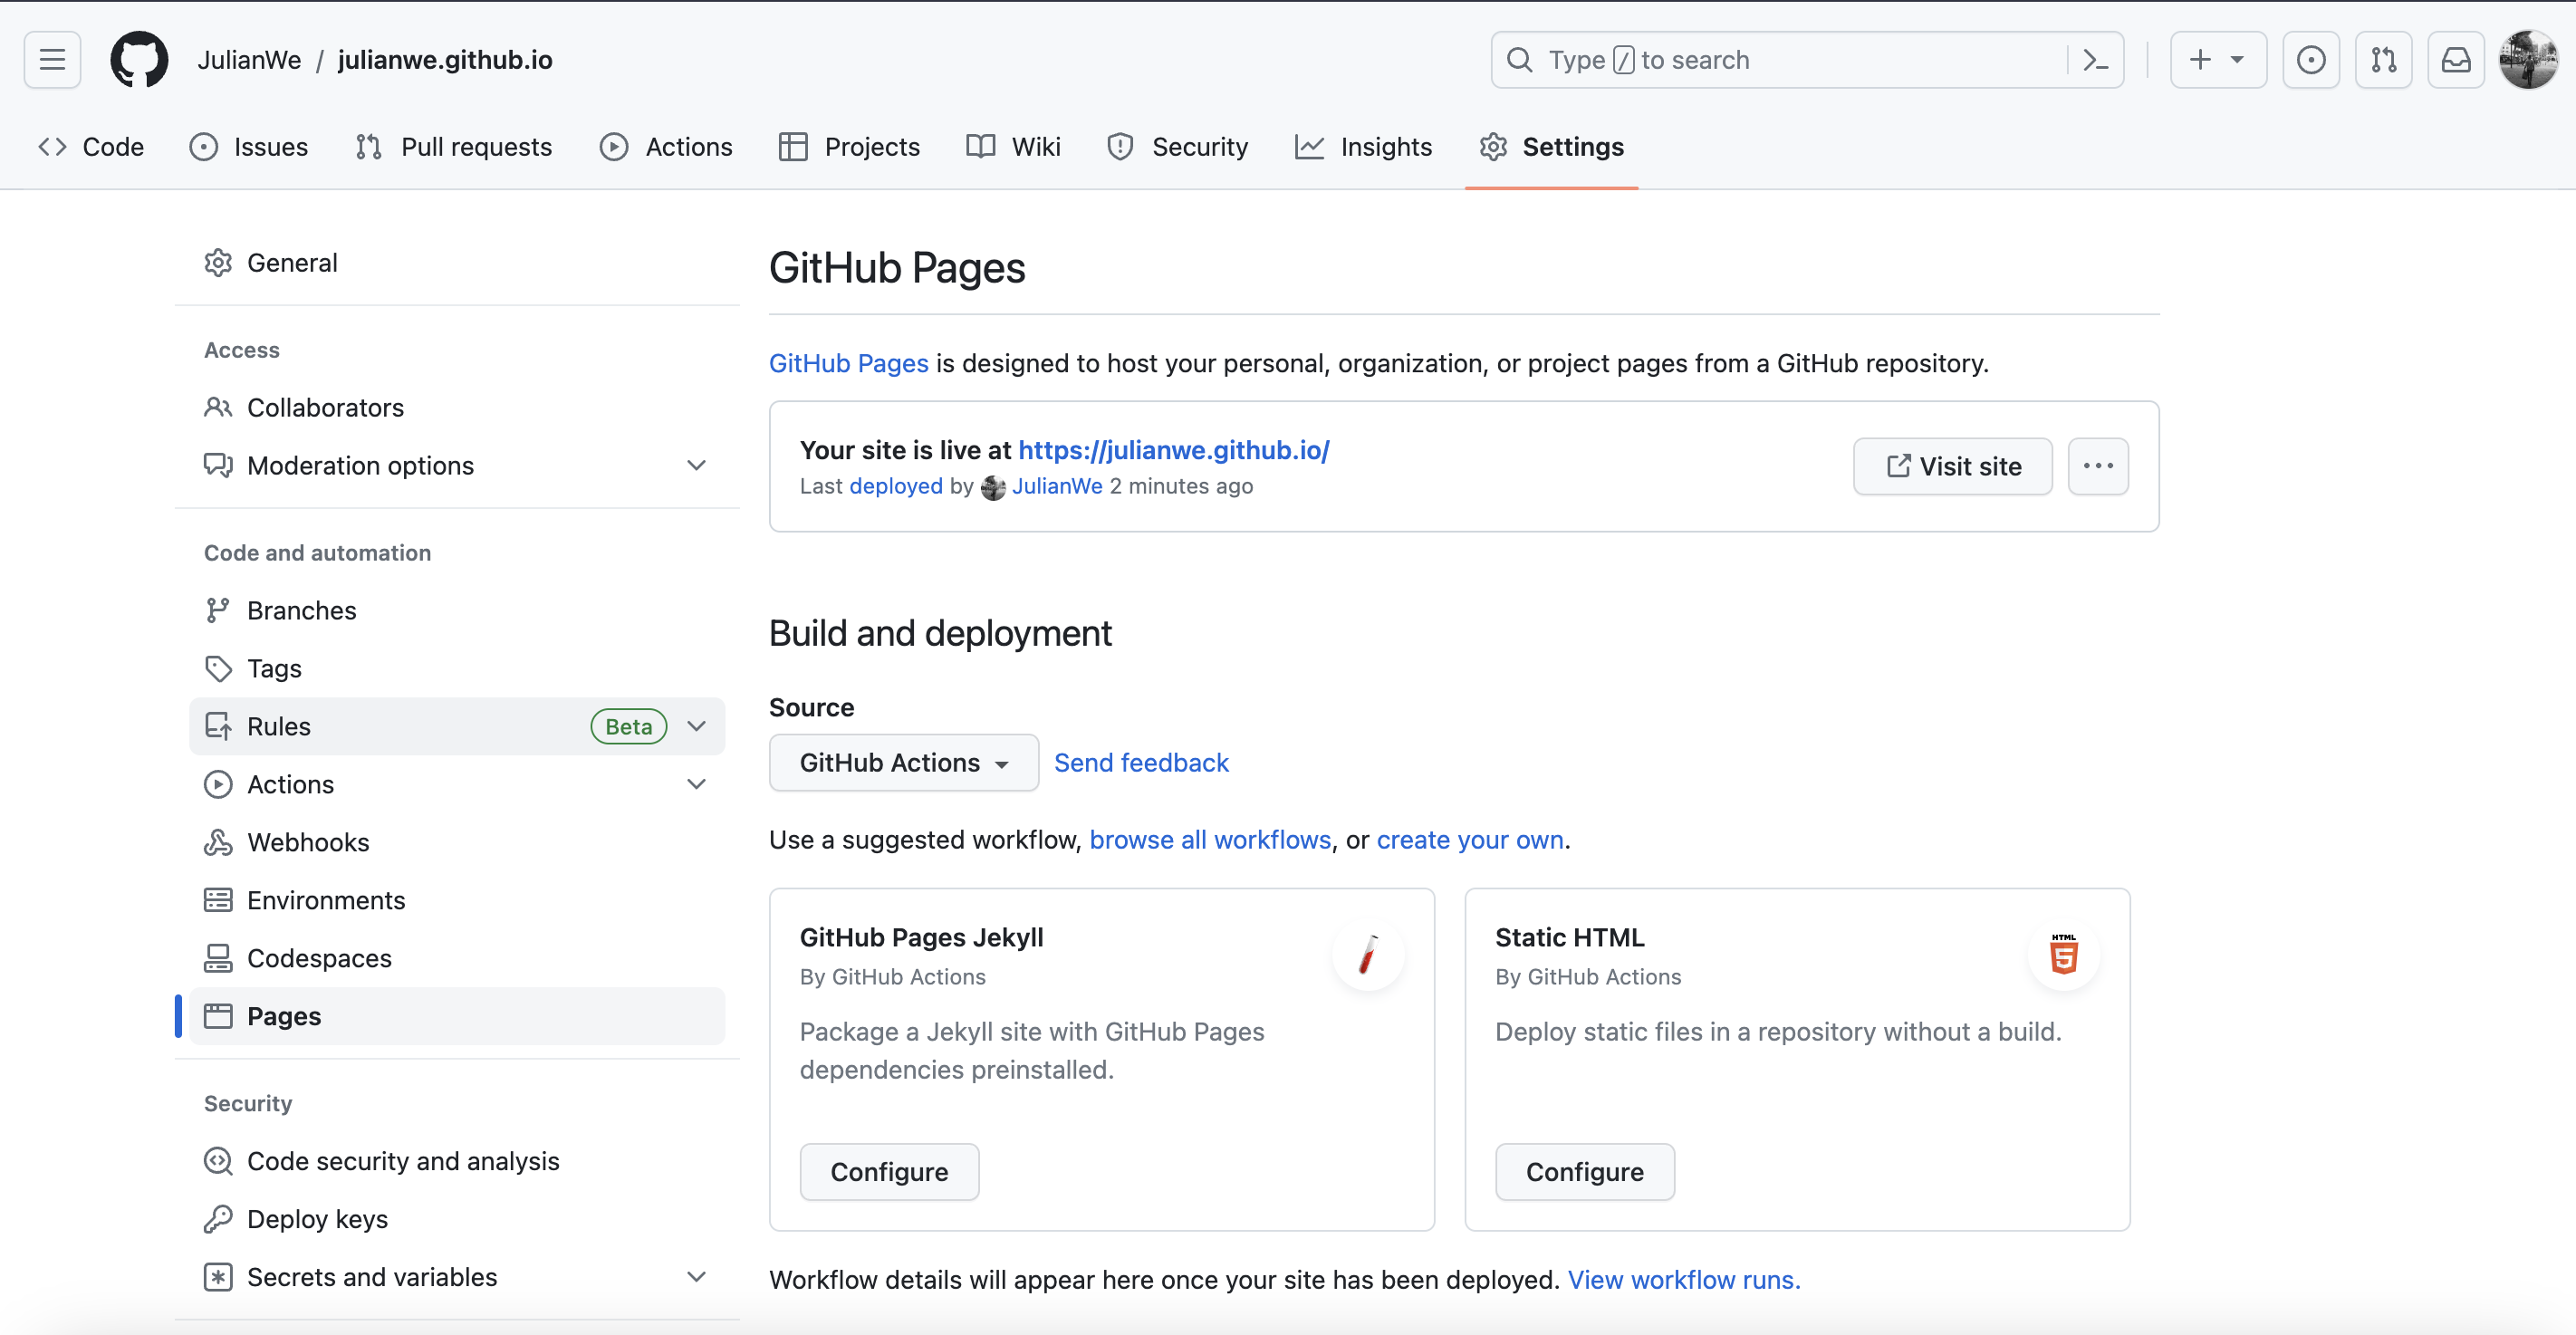 JulianWe / julianwe.github.io
Type / to search
Code Issues Pull requests Actions Projects Wiki Security Insights Settings
General
Access
Collaborators
Moderation options
Code and automation
Branches
Tags
Rules Beta
Actions
Webhooks
Environments
Codespaces
Pages
Security
Code security and analysis
Deploy keys
Secrets and variables
GitHub Pages
GitHub Pages is designed to host your personal, organization, or project pages from a GitHub repository.
Your site is live at https://julianwe.github.io/
Last deployed by JulianWe 2 minutes ago
Visit site
Build and deployment
Source
GitHub Actions Send feedback
Use a suggested workflow, browse all workflows, or create your own.
GitHub Pages Jekyll
By GitHub Actions
Package a Jekyll site with GitHub Pages
dependencies preinstalled.
Configure
Static HTML
By GitHub Actions
HTML
5
Deploy static files in a repository without a build.
Configure
Workflow details will appear here once your site has been deployed. View workflow runs.